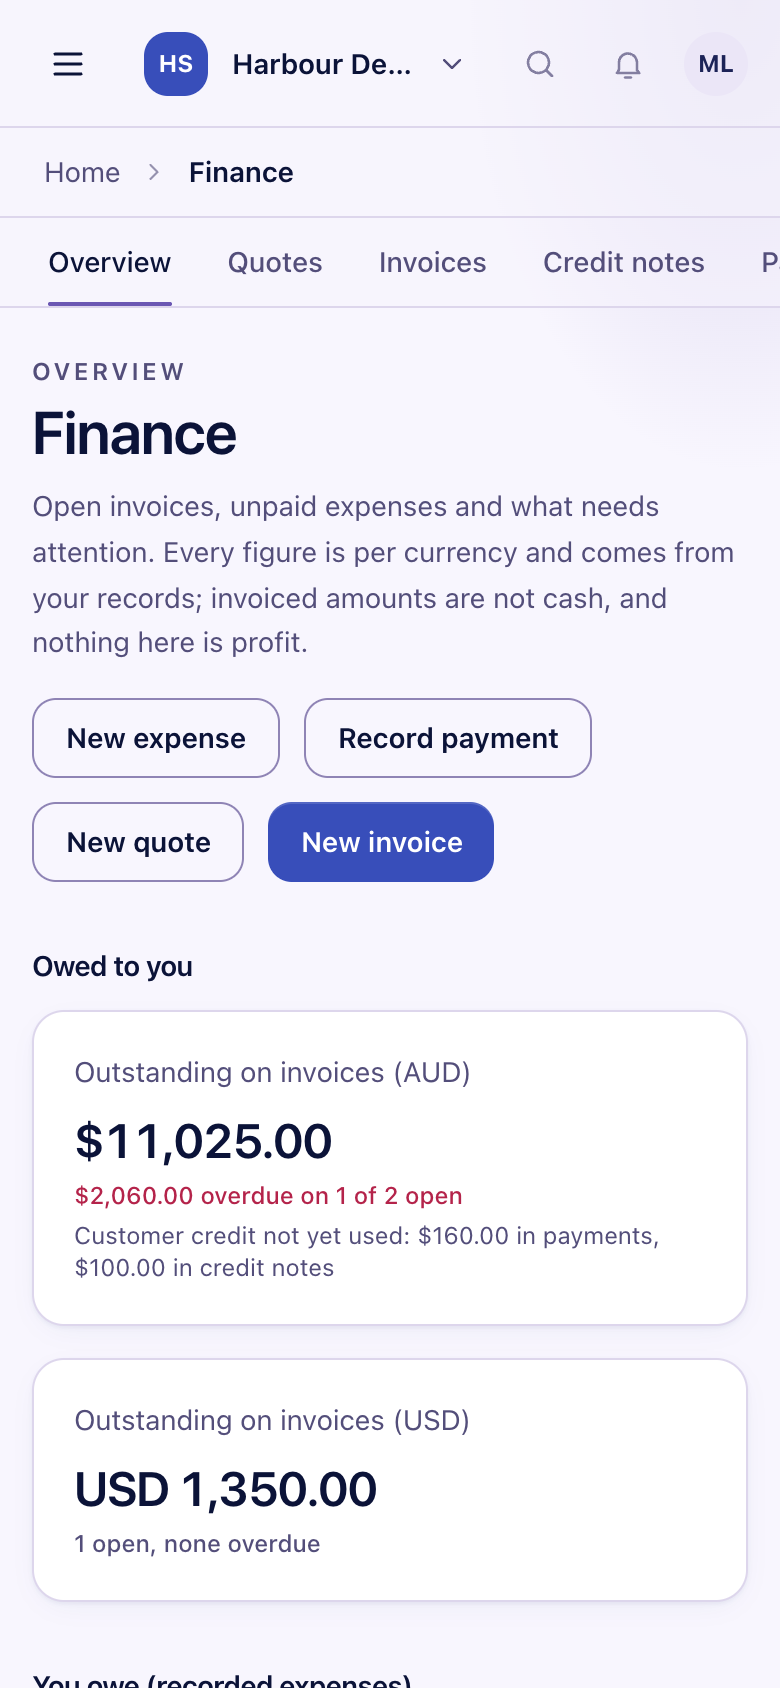 HS Harbour De... ML
Home Finance
Overview Quotes Invoices Credit notes
OVERVIEW
Finance
Open invoices, unpaid expenses and what needs
attention. Every figure is per currency and comes from
your records; invoiced amounts are not cash, and
nothing here is profit.
New expense Record payment
New quote New invoice
Owed to you
Outstanding on invoices (AUD)
$11,025.00
$2,060.00 overdue on 1 of 2 open
Customer credit not yet used: $160.00 in payments,
$100.00 in credit notes
Outstanding on invoices (USD)
USD 1,350.00
1 open, none overdue
You owe (recorded expenses)